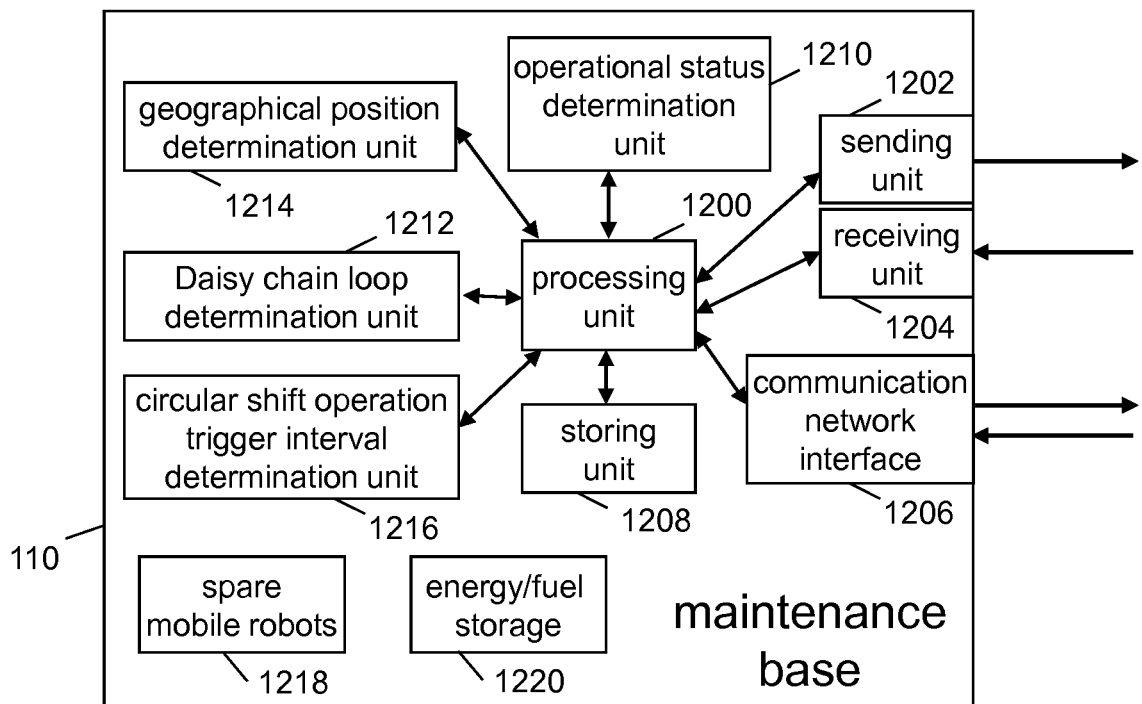 operational status
determination
unit
1210
1202
geographical position
determination unit
sending
unit
1214
1212
1200
receiving
unit
Daisy chain loop
determination unit
processing
unit
1204
circular shift operation
trigger interval
determination unit
storing
unit
communication
network
interface
1216
1208
1206
110
spare
mobile robots
energy/fuel
storage
maintenance
base
1218
1220